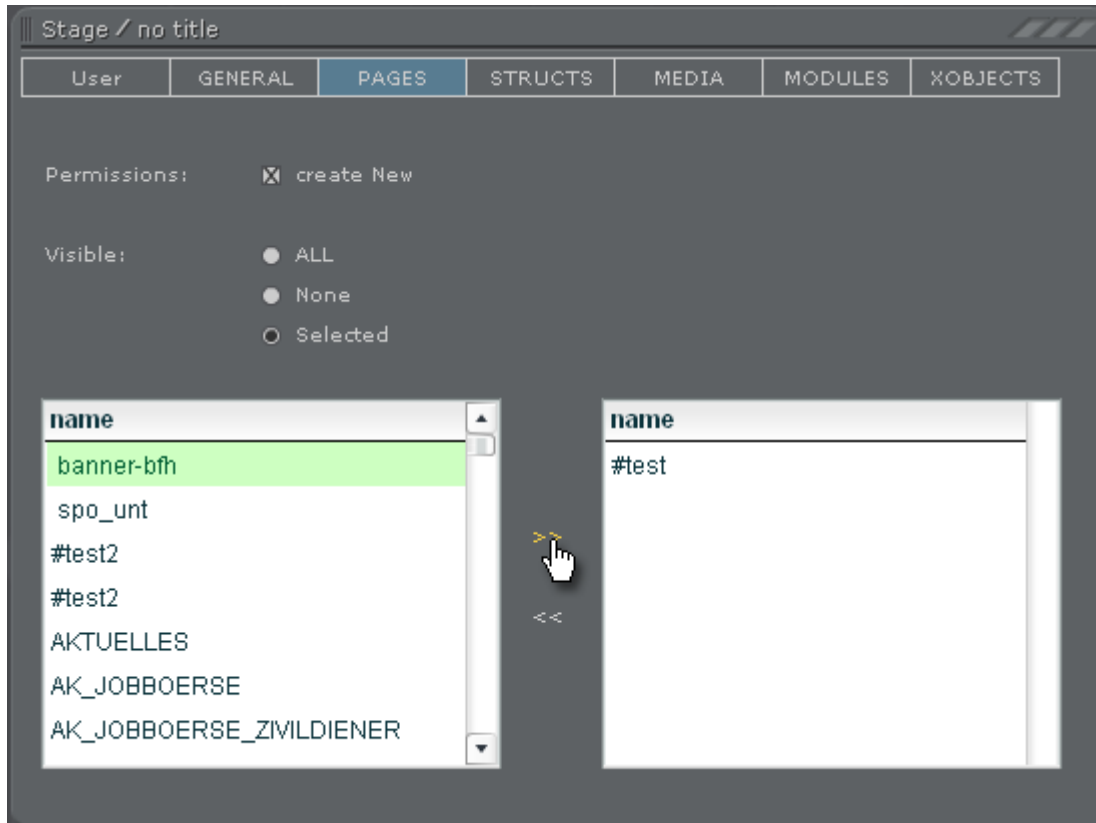 Stage / no title
User GENERAL PAGES STRUCTS MEDIA MODULES XOBJECTS
Permissions: create New
Visible: ALL
None
Selected
name name
banner-bfh #test
spo_unt
#test2
>>
#test2
<<
AKTUELLES
AK_JOBBOERSE
AK_JOBBOERSE_ZIVILDIENER